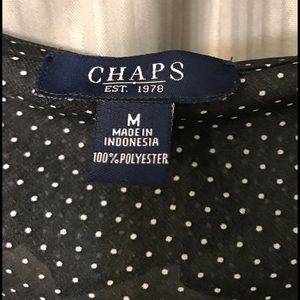 CHAPS
EST. 1978
M
MADE IN
INDONESIA
100% POLYESTER